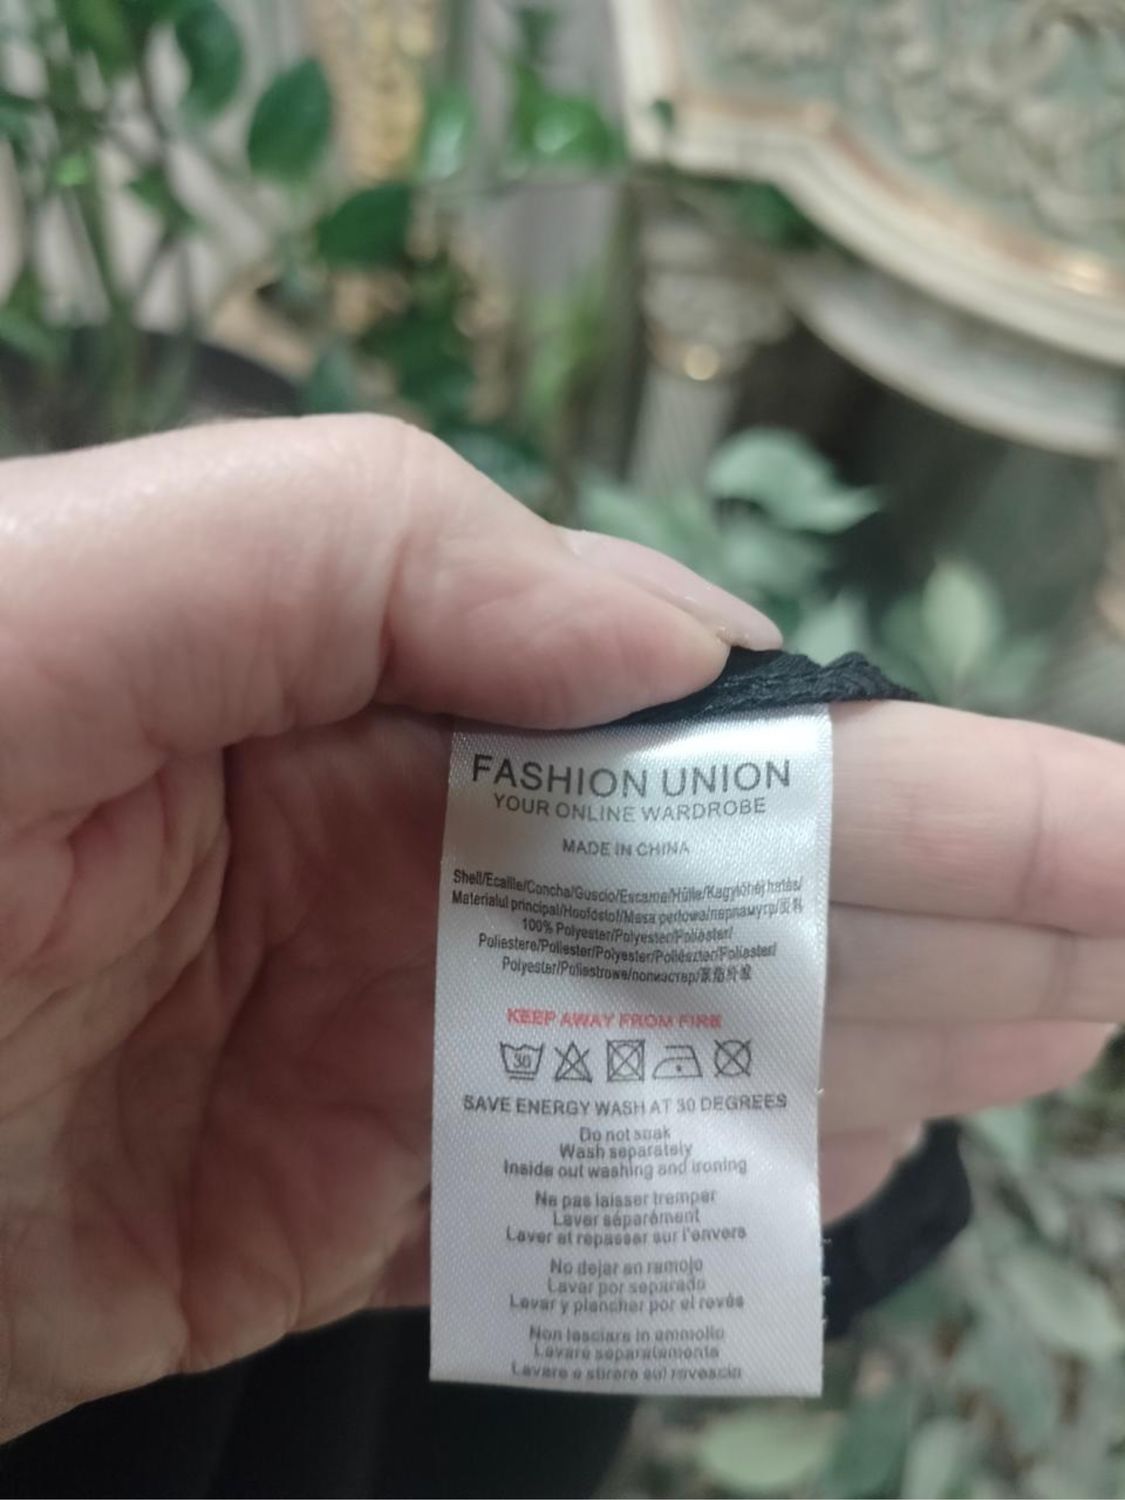 FASHION UNION
YOUR ONLINE WARDROBE
MADE IN CHINA
Shell/Ecaille/Concha/Guscio/Escama/Hülle/Kagylóhéj hatás/
Materialul principal/Hoofdstof/Masa perłowa/перламутр/面料
100% Polyester/Polyester/Poliéster/
Poliestere/Poliester/Polyester/Poliészter/Poliester/
Polyester/Poliestrowe/полиэстер/聚酯纤维
KEEP AWAY FROM FIRE
30
SAVE ENERGY WASH AT 30 DEGREES
Do not soak
Wash separately
Inside out washing and ironing
Ne pas laisser tremper
Laver séparément
Laver et repasser sur l'envers
No dejar en remojo
Lavar por separado
Lavar y planchar por el revés
Non lasciare in ammollo
Lavare separatamente
Lavare e stirare sul rovescio